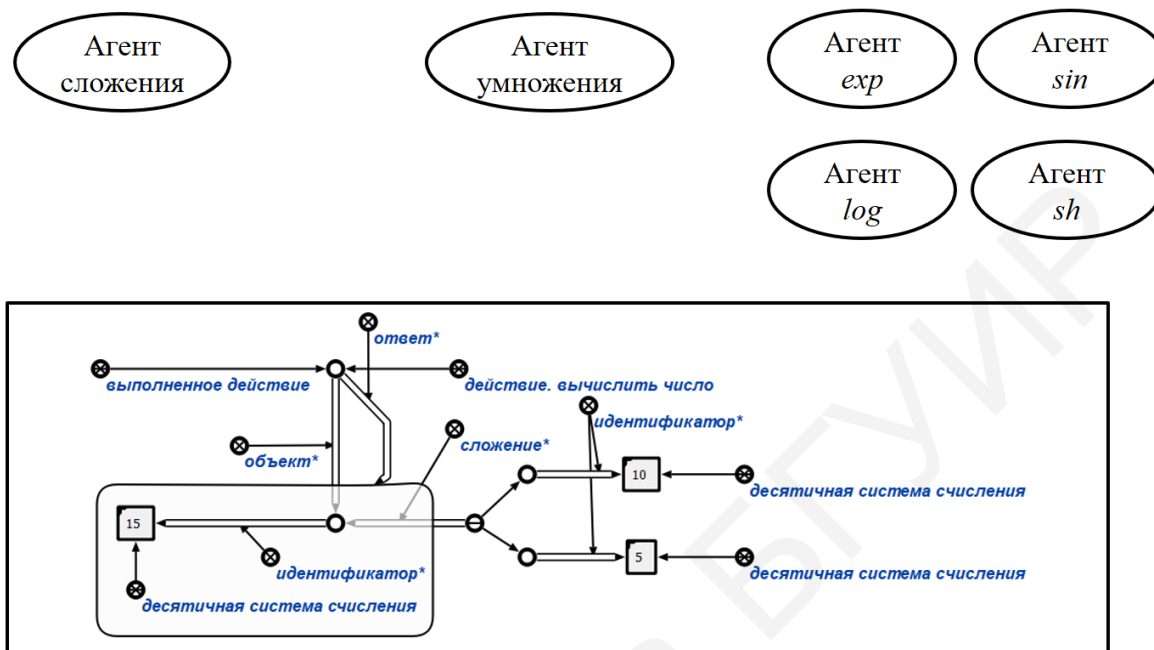 Агент
сложения
Агент
умножения
Агент
exp
Агент
sin
Агент
log
Агент
sh
ответ*
выполненное действие
действие. вычислить число
идентификатор*
объект*
сложение*
10
десятичная система счисления
15
5
идентификатор*
десятичная система счисления
десятичная система счисления
БГУИР